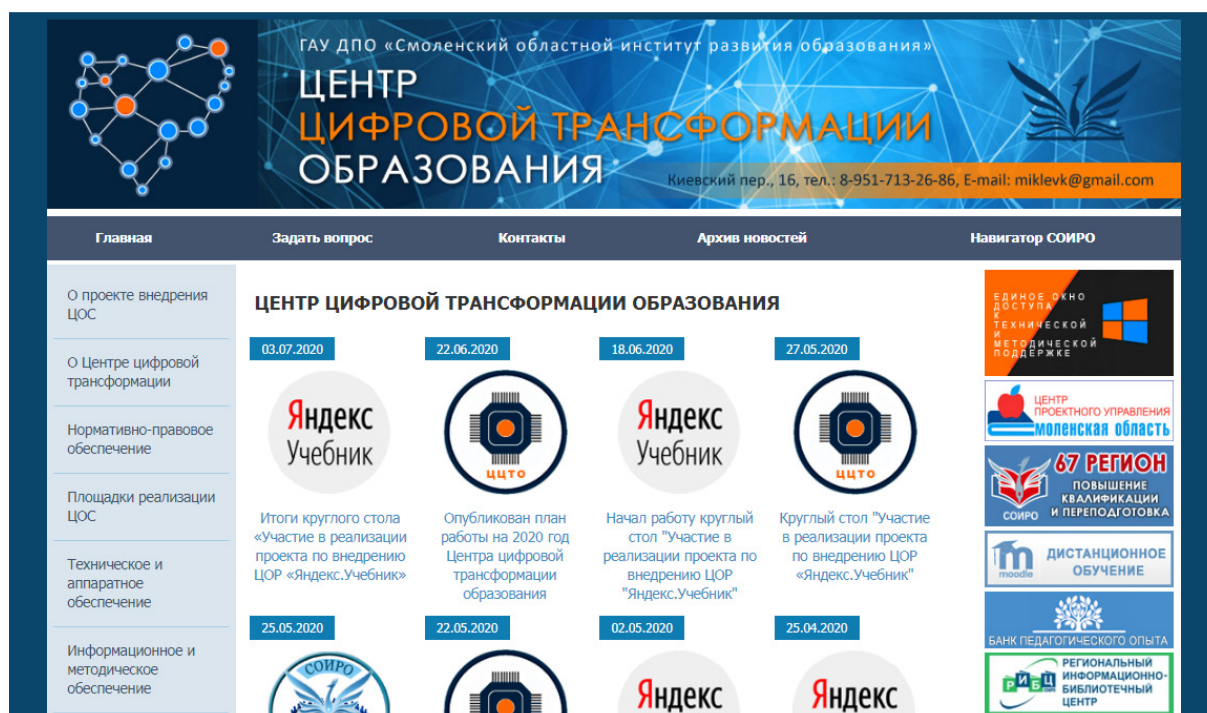 ГАУ ДПО «Смоленский областной институт развития образования»
ЦЕНТР
ЦИФРОВОЙ ТРАНСФОРМАЦИИ
ОБРАЗОВАНИЯ
Киевский пер., 16, тел.: 8-951-713-26-86, E-mail: miklevk@gmail.com
Главная
Задать вопрос
Контакты
Архив новостей
Навигатор СОИРО
О проекте внедрения
ЦОС
О Центре цифровой
трансформации
Нормативно-правовое
обеспечение
Площадки реализации
ЦОС
Техническое и
аппаратное
обеспечение
Информационное и
методическое
обеспечение
ЦЕНТР ЦИФРОВОЙ ТРАНСФОРМАЦИИ ОБРАЗОВАНИЯ
03.07.2020
Яндекс
Учебник
Итоги круглого стола
«Участие в реализации
проекта по внедрению
ЦОР «Яндекс.Учебник»
22.06.2020
ЦЦТО
Опубликован план
работы на 2020 год
Центра цифровой
трансформации
образования
18.06.2020
Яндекс
Учебник
Начал работу круглый
стол "Участие в
реализации проекта по
внедрению ЦОР
"Яндекс.Учебник"
27.05.2020
ЦЦТО
Круглый стол "Участие
в реализации проекта
по внедрению ЦОР
«Яндекс.Учебник"
25.05.2020
СОИРО
22.05.2020
02.05.2020
Яндекс
25.04.2020
Яндекс
ЕДИНОЕ ОКНО
ДОСТУПА
К
ТЕХНИЧЕСКОЙ
И
МЕТОДИЧЕСКОЙ
ПОДДЕРЖКЕ
ЦЕНТР
ПРОЕКТНОГО УПРАВЛЕНИЯ
моленская область
67 РЕГИОН
ПОВЫШЕНИЕ
КВАЛИФИКАЦИИ
И ПЕРЕПОДГОТОВКА
СОИРО
moodle
ДИСТАНЦИОННОЕ
ОБУЧЕНИЕ
БАНК ПЕДАГОГИЧЕСКОГО ОПЫТА
РИБЦ
РЕГИОНАЛЬНЫЙ
ИНФОРМАЦИОННО-
БИБЛИОТЕЧНЫЙ
ЦЕНТР